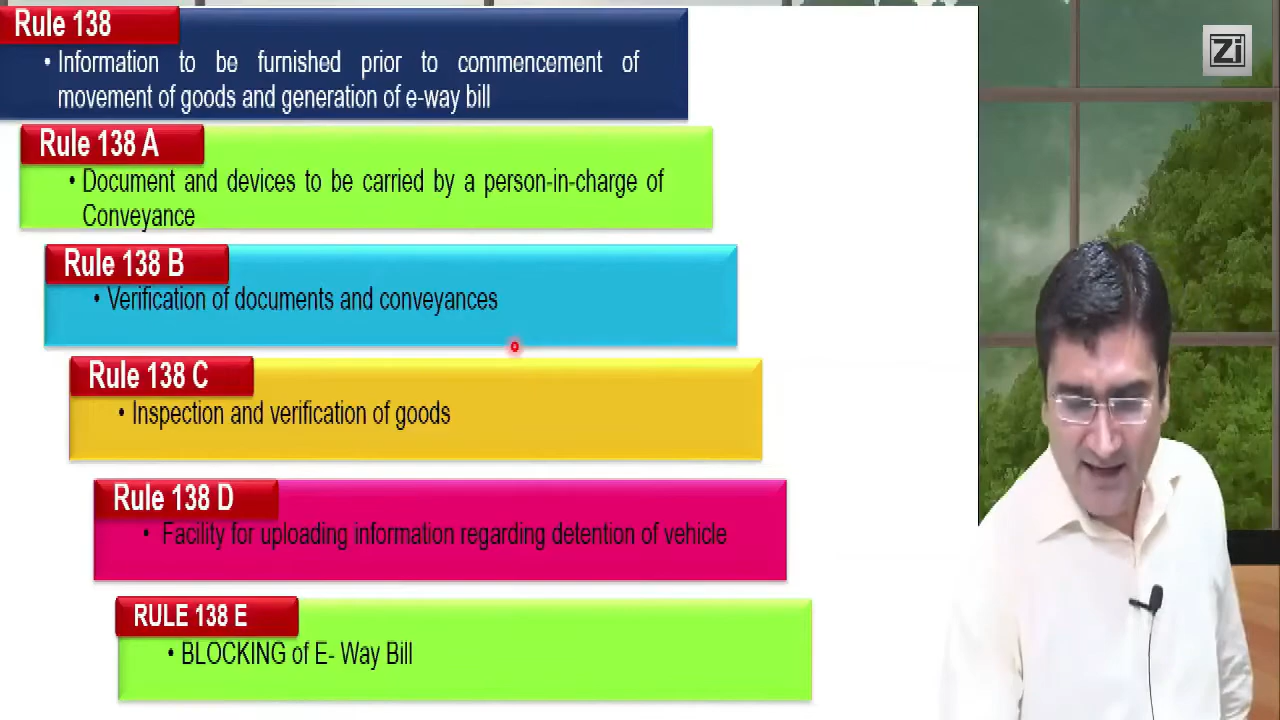 Rule 138
• Information to be furnished prior to commencement of
movement of goods and generation of e-way bill
Rule 138 A
• Document and devices to be carried by a person-in-charge of
Conveyance
Rule 138 B
• Verification of documents and conveyances
Rule 138 C
• Inspection and verification of goods
Rule 138 D
• Facility for uploading information regarding detention of vehicle
RULE 138 E
• BLOCKING of E- Way Bill
Zi